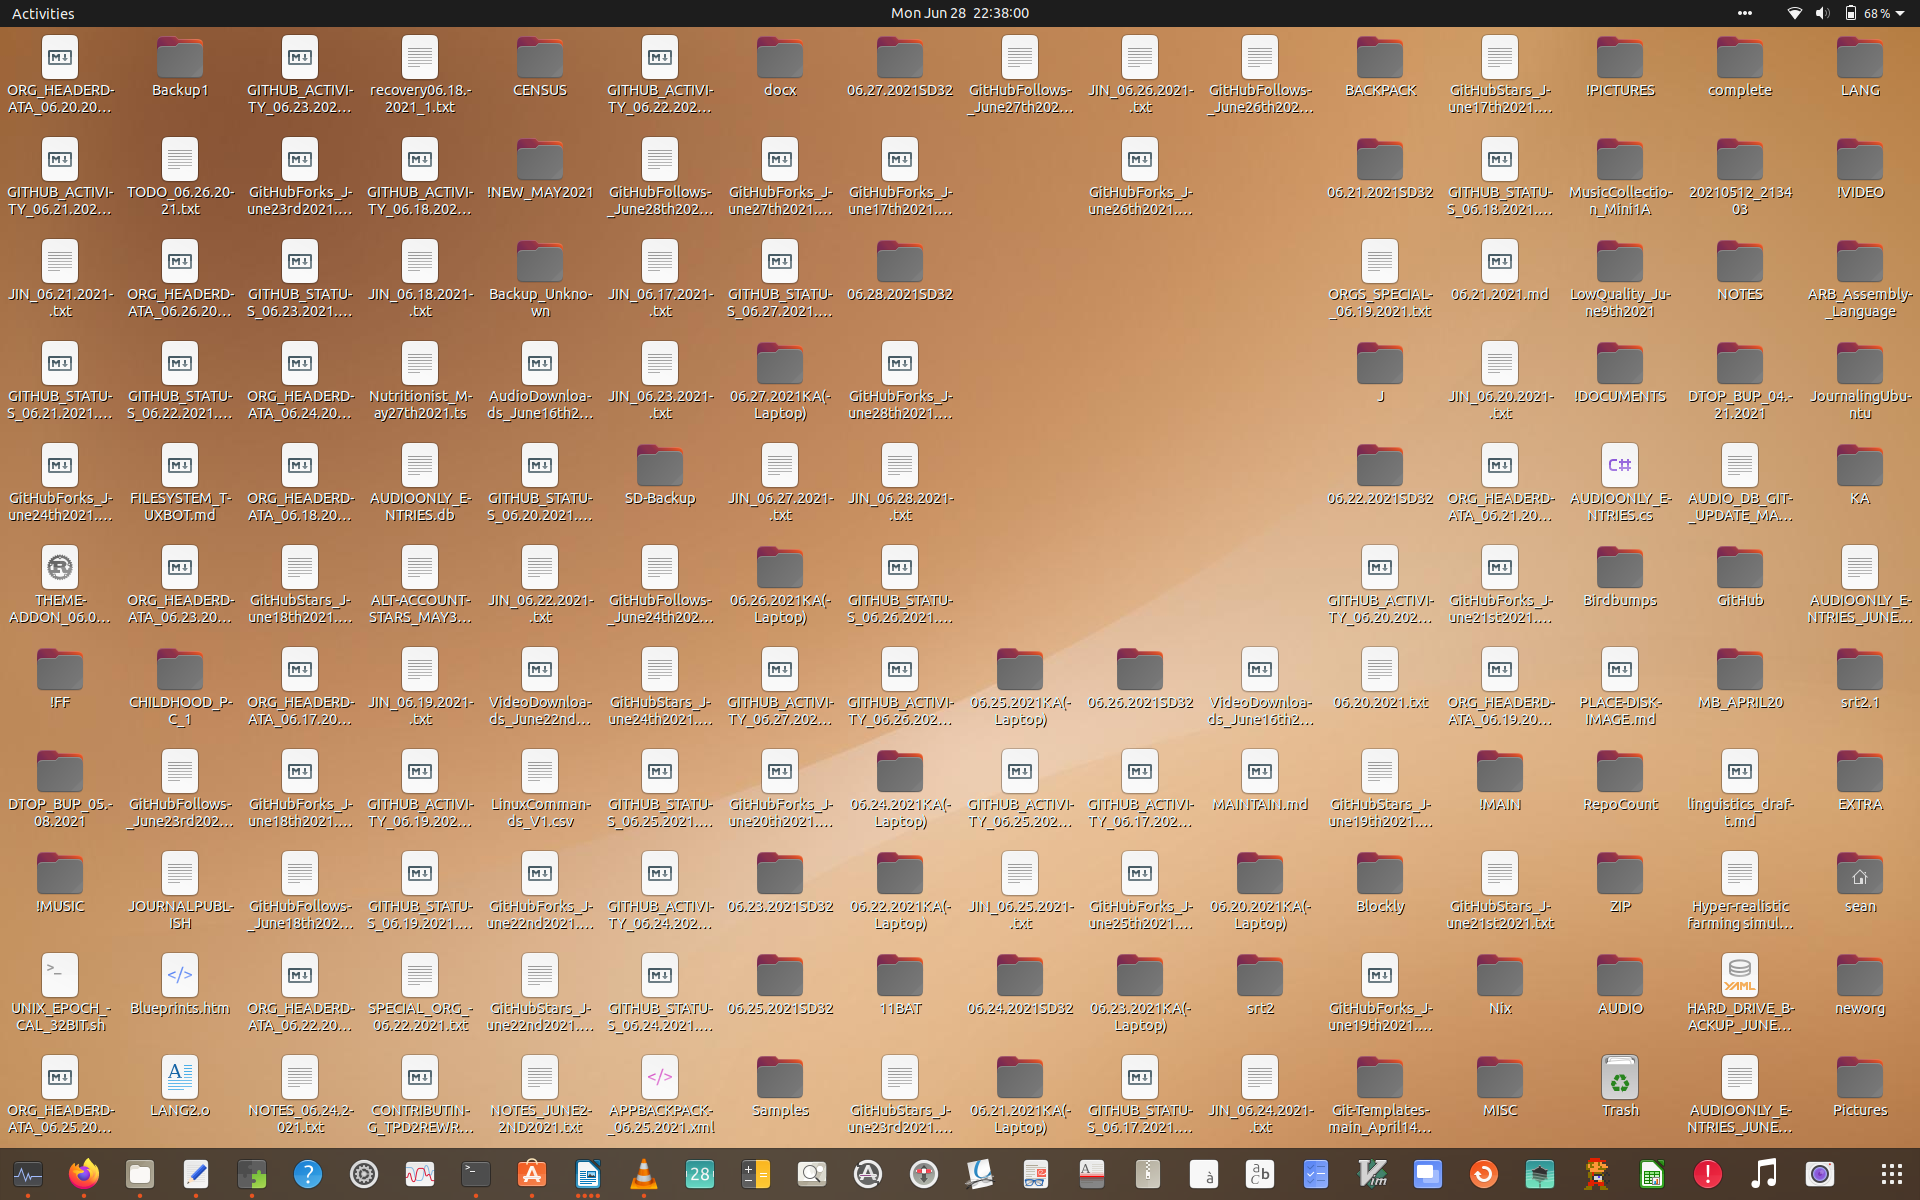 Activities
Mon Jun 28 22:38:00
68 %
ORG_HEADERD-
ATA_06.20.20...
Backup1
GITHUB_ACTIVI-
TY_06.23.202...
recovery06.18.-
2021_1.txt
CENSUS
GITHUB_ACTIVI-
TY_06.22.202...
docx
06.27.2021SD32
GitHubFollows-
_June27th202...
JIN_06.26.2021-
.txt
GitHubFollows-
_June26th202...
BACKPACK
GitHubStars_J-
une17th2021....
!PICTURES
complete
LANG
GITHUB_ACTIVI-
TY_06.21.202...
TODO_06.26.20-
21.txt
GitHubForks_J-
une23rd2021....
GITHUB_ACTIVI-
TY_06.18.202...
!NEW_MAY2021
GitHubFollows-
_June28th202...
GitHubForks_J-
une27th2021....
GitHubForks_J-
une17th2021....
GitHubForks_J-
une26th2021....
06.21.2021SD32
GITHUB_STATU-
S_06.18.2021....
MusicCollectio-
n_Mini1A
20210512_2134
03
!VIDEO
JIN_06.21.2021-
.txt
ORG_HEADERD-
ATA_06.26.20...
GITHUB_STATU-
S_06.23.2021....
JIN_06.18.2021-
.txt
Backup_Unkno-
wn
JIN_06.17.2021-
.txt
GITHUB_STATU-
S_06.27.2021....
06.28.2021SD32
ORGS_SPECIAL-
_06.19.2021.txt
06.21.2021.md
LowQuality_Ju-
ne9th2021
NOTES
ARB_Assembly-
_Language
GITHUB_STATU-
S_06.21.2021....
GITHUB_STATU-
S_06.22.2021....
ORG_HEADERD-
ATA_06.24.20...
Nutritionist_M-
ay27th2021.ts
AudioDownloa-
ds_June16th2...
JIN_06.23.2021-
.txt
06.27.2021KA(-
Laptop)
GitHubForks_J-
une28th2021....
J
JIN_06.20.2021-
.txt
!DOCUMENTS
DTOP_BUP_04.-
21.2021
JournalingUbu-
ntu
GitHubForks_J-
une24th2021....
FILESYSTEM_T-
UXBOT.md
ORG_HEADERD-
ATA_06.18.20...
AUDIOONLY_E-
NTRIES.db
GITHUB_STATU-
S_06.20.2021....
SD-Backup
JIN_06.27.2021-
.txt
JIN_06.28.2021-
.txt
06.22.2021SD32
ORG_HEADERD-
ATA_06.21.20...
C#
AUDIOONLY_E-
NTRIES.cs
AUDIO_DB_GIT-
_UPDATE_MA...
KA
THEME-
ADDON_06.0...
ORG_HEADERD-
ATA_06.23.20...
GitHubStars_J-
une18th2021....
ALT-ACCOUNT-
STARS_MAY3...
JIN_06.22.2021-
.txt
GitHubFollows-
_June24th202...
06.26.2021KA(-
Laptop)
GITHUB_STATU-
S_06.26.2021....
GITHUB_ACTIVI-
TY_06.20.202...
GitHubForks_J-
une21st2021....
Birdbumps
GitHub
AUDIOONLY_E-
NTRIES_JUNE...
!FF
CHILDHOOD_P-
C_1
ORG_HEADERD-
ATA_06.17.20...
JIN_06.19.2021-
.txt
VideoDownloa-
ds_June22nd...
GitHubStars_J-
une24th2021....
GITHUB_ACTIVI-
TY_06.27.202...
GITHUB_ACTIVI-
TY_06.26.202...
06.25.2021KA(-
Laptop)
06.26.2021SD32
VideoDownloa-
ds_June16th2...
06.20.2021.txt
ORG_HEADERD-
ATA_06.19.20...
PLACE-DISK-
IMAGE.md
MB_APRIL20
srt2.1
DTOP_BUP_05.-
08.2021
GitHubFollows-
_June23rd202...
GitHubForks_J-
une18th2021....
GITHUB_ACTIVI-
TY_06.19.202...
LinuxComman-
ds_V1.csv
GITHUB_STATU-
S_06.25.2021....
GitHubForks_J-
une20th2021....
06.24.2021KA(-
Laptop)
GITHUB_ACTIVI-
TY_06.25.202...
GITHUB_ACTIVI-
TY_06.17.202...
MAINTAIN.md
GitHubStars_J-
une19th2021....
!MAIN
RepoCount
linguistics_draf-
t.md
EXTRA
!MUSIC
JOURNALPUBL-
ISH
GitHubFollows-
_June18th202...
GITHUB_STATU-
S_06.19.2021....
GitHubForks_J-
une22nd2021....
GITHUB_ACTIVI-
TY_06.24.202...
06.23.2021SD32
06.22.2021KA(-
Laptop)
JIN_06.25.2021-
.txt
GitHubForks_J-
une25th2021....
06.20.2021KA(-
Laptop)
Blockly
GitHubStars_J-
une21st2021.txt
ZIP
Hyper-realistic
farming simul...
sean
UNIX_EPOCH_-
CAL_32BIT.sh
Blueprints.htm
ORG_HEADERD-
ATA_06.22.20...
SPECIAL_ORG_-
06.22.2021.txt
GitHubStars_J-
une22nd2021....
GITHUB_STATU-
S_06.24.2021....
06.25.2021SD32
11BAT
06.24.2021SD32
06.23.2021KA(-
Laptop)
srt2
GitHubForks_J-
une19th2021....
Nix
AUDIO
YAML
HARD_DRIVE_B-
ACKUP_JUNE...
neworg
ORG_HEADERD-
ATA_06.25.20...
LANG2.o
NOTES_06.24.2-
021.txt
CONTRIBUTIN-
G_TPD2REWR...
NOTES_JUNE2-
2ND2021.txt
APPBACKPACK-
_06.25.2021.xml
Samples
GitHubStars_J-
une23rd2021....
06.21.2021KA(-
Laptop)
GITHUB_STATU-
S_06.17.2021....
JIN_06.24.2021-
.txt
Git-Templates-
main_April14...
MISC
Trash
AUDIOONLY_E-
NTRIES_JUNE...
Pictures
28
Vim